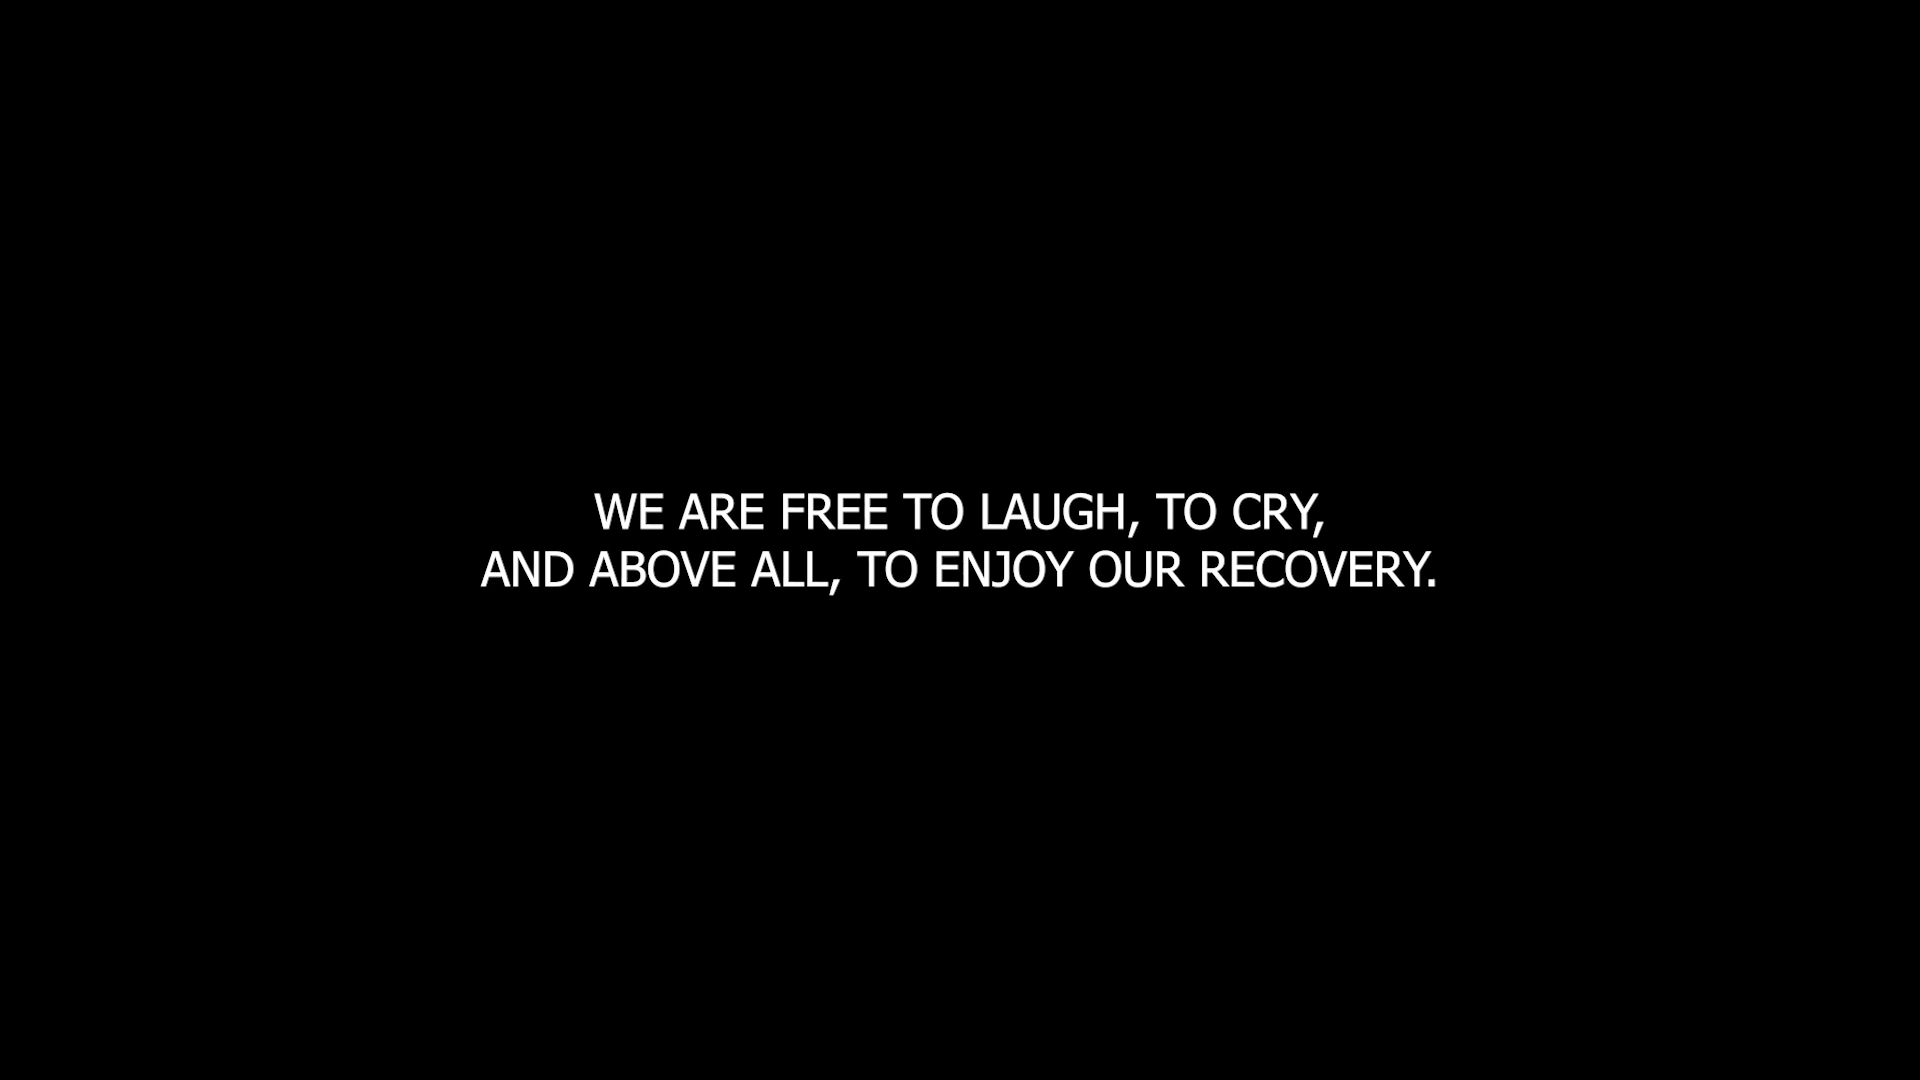 WE ARE FREE TO LAUGH, TO CRY,
AND ABOVE ALL, TO ENJOY OUR RECOVERY.